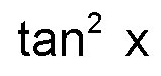 tan² x